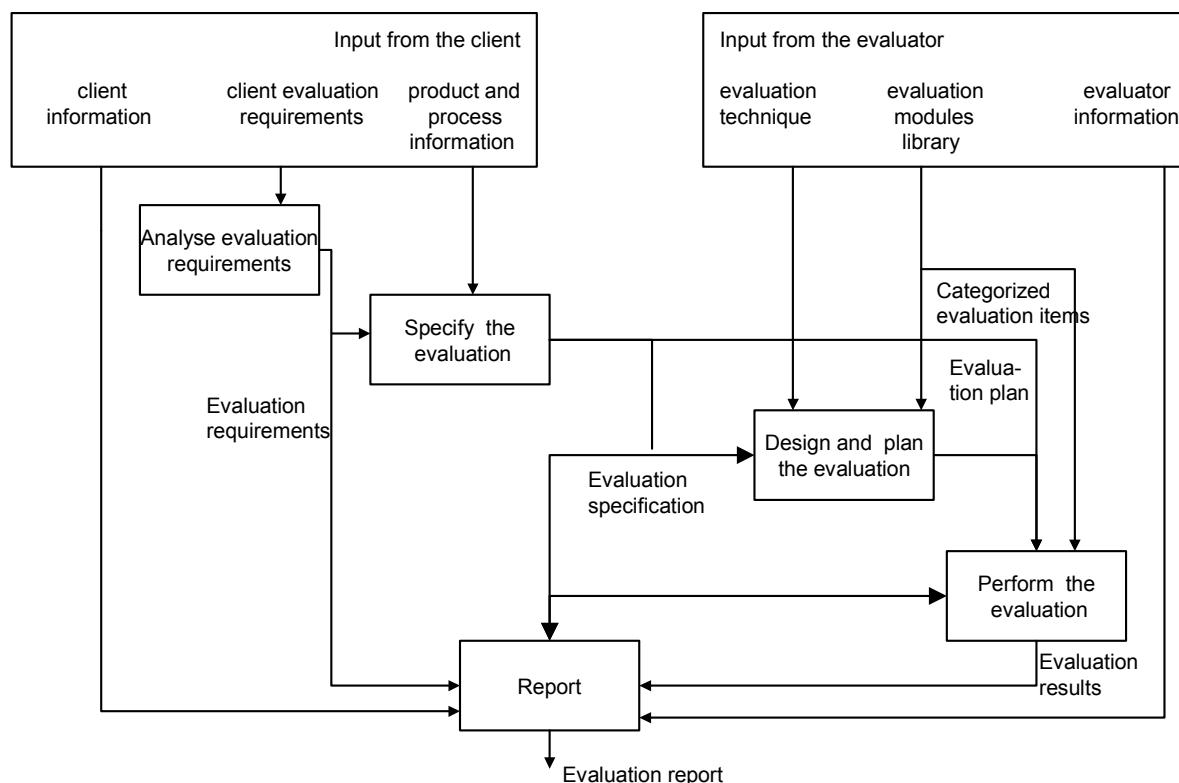 Input from the client
client
information
client evaluation
requirements
product and
process
information
Input from the evaluator
evaluation
technique
evaluation
modules
library
evaluator
information
Analyse evaluation
requirements
Specify the
evaluation
Categorized
evaluation items
Evalua-
tion plan
Evaluation
requirements
Design and plan
the evaluation
Evaluation
specification
Perform the
evaluation
Report
Evaluation
results
Evaluation report